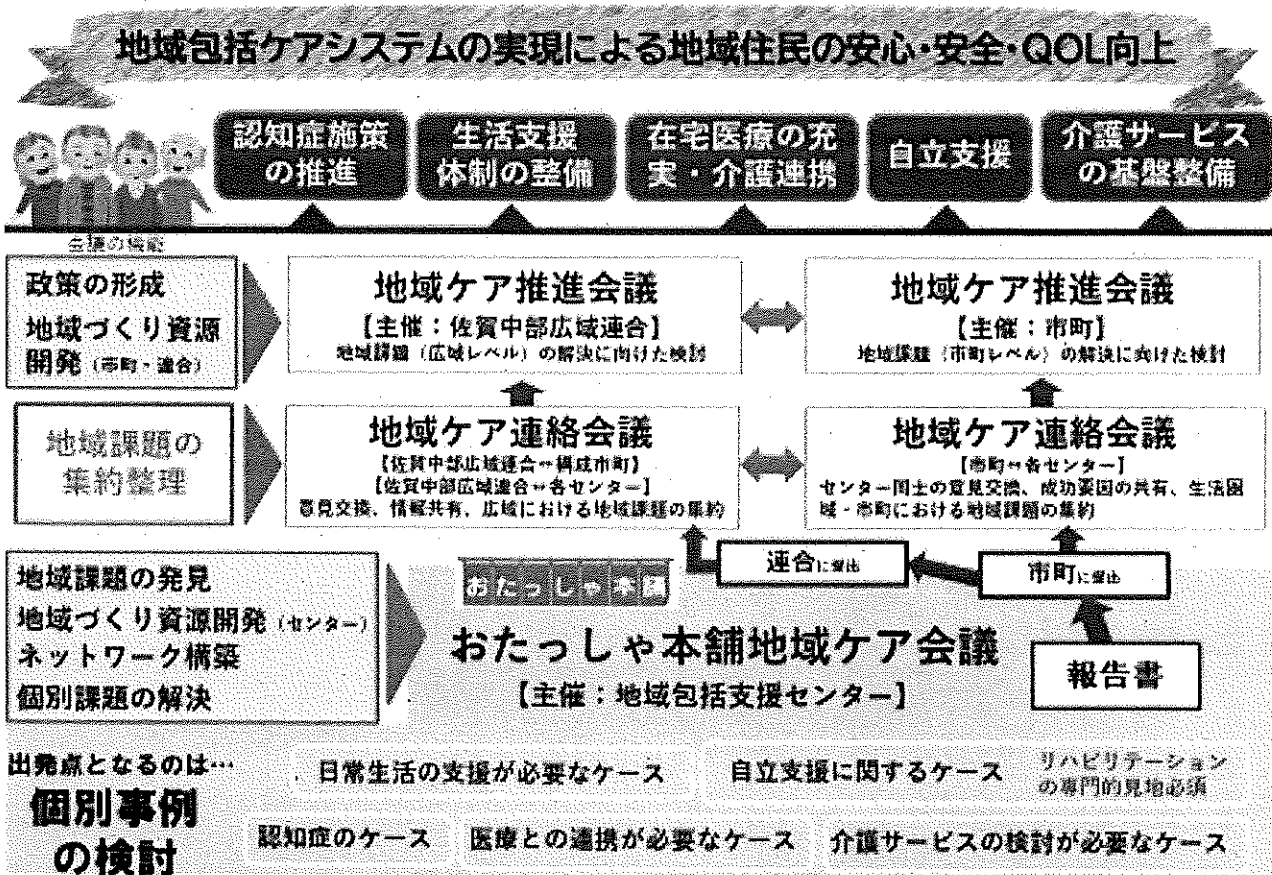 地域包括ケアシステムの実現による地域住民の安心・安全・QOL向上
認知症施策
の推進
生活支援
体制の整備
在宅医療の充
実・介護連携
自立支援
介護サービス
の基盤整備
会議の機能
政策の形成
地域づくり資源
開発(市町・連合)
地域ケア推進会議
【主催:佐賀中部広域連合】
地域課題(広域レベル)の解決に向けた検討
地域ケア推進会議
【主催:市町】
地域課題(市町レベル)の解決に向けた検討
地域課題の
集約整理
地域ケア連絡会議
【佐賀中部広域連合↔構成市町】
【佐賀中部広域連合↔各センター】
意見交換、情報共有、広域における地域課題の集約
地域ケア連絡会議
【市町↔各センター】
センター同士の意見交換、成功要因の共有、生活圏
域・市町における地域課題の集約
連合に提出
市町に提出
報告書
地域課題の発見
地域づくり資源開発(センター)
ネットワーク構築
個別課題の解決
おたっしゃ本舗
おたっしゃ本舗地域ケア会議
【主催:地域包括支援センター】
出発点となるのは…
個別事例
の検討
日常生活の支援が必要なケース
自立支援に関するケース
リハビリテーション
の専門的見地必須
認知症のケース
医療との連携が必要なケース
介護サービスの検討が必要なケース